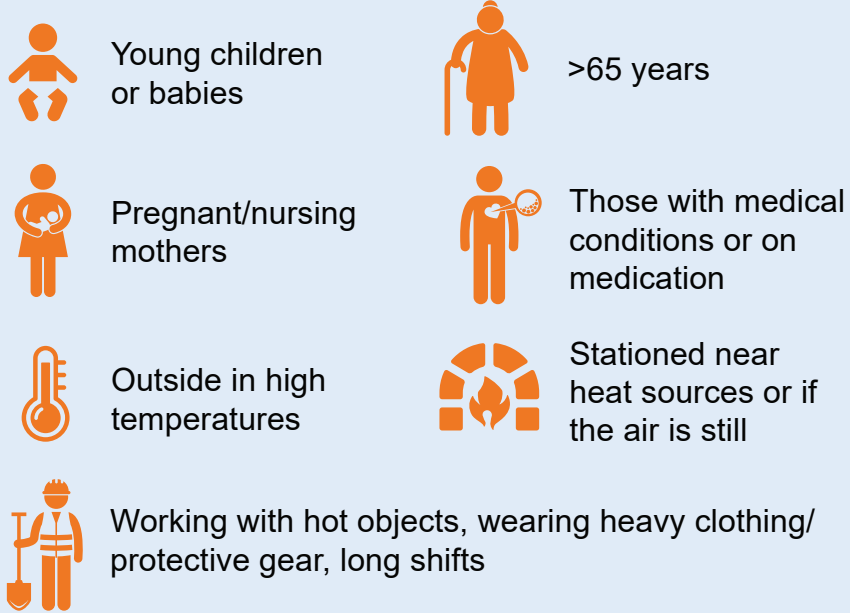 Young children
or babies
>65 years
Pregnant/nursing
mothers
Those with medical
conditions or on
medication
Outside in high
temperatures
Stationed near
heat sources or if
the air is still
Working with hot objects, wearing heavy clothing/
protective gear, long shifts